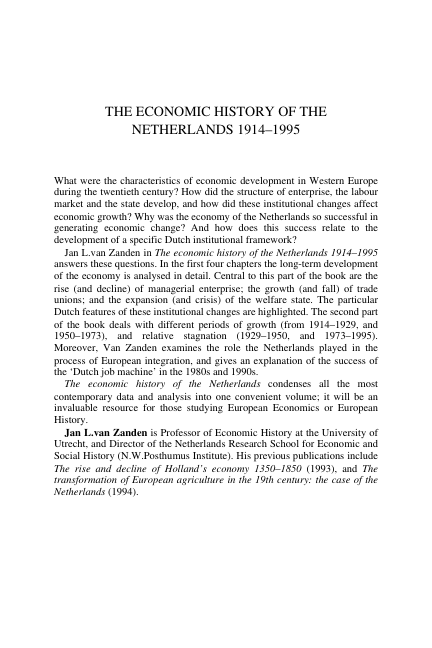 THE ECONOMIC HISTORY OF THE
NETHERLANDS 1914–1995
What were the characteristics of economic development in Western Europe
during the twentieth century? How did the structure of enterprise, the labour
market and the state develop, and how did these institutional changes affect
economic growth? Why was the economy of the Netherlands so successful in
generating economic change? And how does this success relate to the
development of a specific Dutch institutional framework?
Jan L.van Zanden in The economic history of the Netherlands 1914–1995
answers these questions. In the first four chapters the long-term development
of the economy is analysed in detail. Central to this part of the book are the
rise (and decline) of managerial enterprise; the growth (and fall) of trade
unions; and the expansion (and crisis) of the welfare state. The particular
Dutch features of these institutional changes are highlighted. The second part
of the book deals with different periods of growth (from 1914–1929, and
1950–1973), and relative stagnation (1929–1950, and 1973–1995).
Moreover, Van Zanden examines the role the Netherlands played in the
process of European integration, and gives an explanation of the success of
the ‘Dutch job machine’ in the 1980s and 1990s.
The economic history of the Netherlands condenses all the most
contemporary data and analysis into one convenient volume; it will be an
invaluable resource for those studying European Economics or European
History.
Jan L.van Zanden is Professor of Economic History at the University of
Utrecht, and Director of the Netherlands Research School for Economic and
Social History (N.W.Posthumus Institute). His previous publications include
The rise and decline of Holland’s economy 1350–1850 (1993), and The
transformation of European agriculture in the 19th century: the case of the
Netherlands (1994).